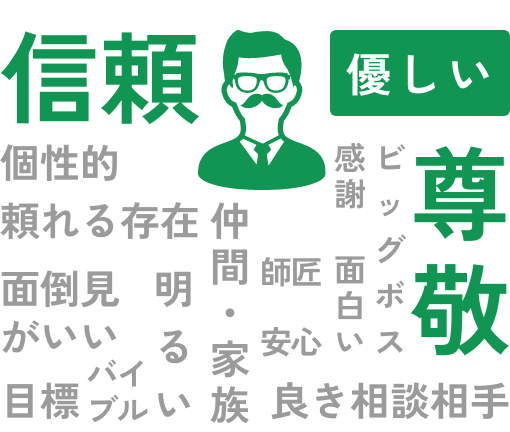 信頼
優しい
個性的
感謝
ビッグボス
尊敬
頼れる存在
仲間・家族
面倒見
がいい
明るい
師匠
面白い
安心
バイ
ブル
目標
良き相談相手